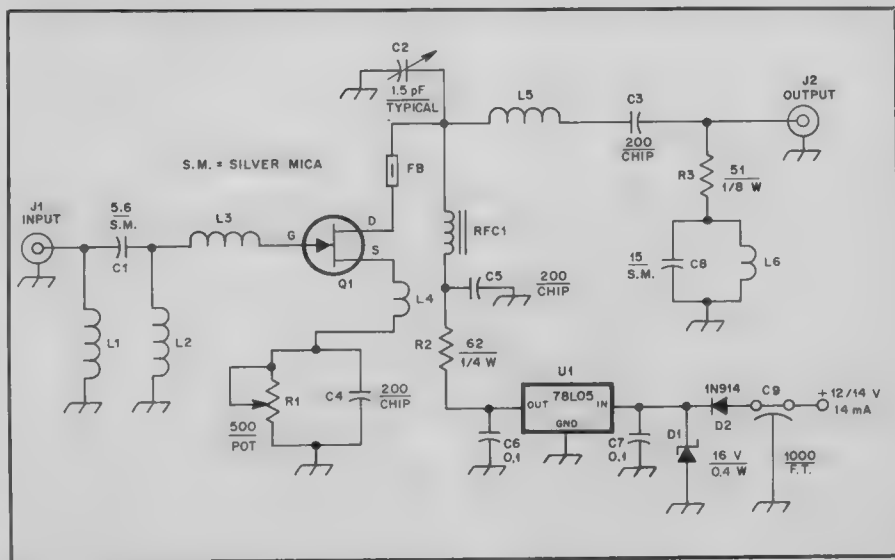 C2
1.5 pF
TYPICAL
L5
C3
200
CHIP
J2
OUTPUT
S.M. = SILVER MICA
FB
R3
51
1/8 W
J1
INPUT
5.6
S.M.
C1
L3
G
D
S
Q1
RFC1
L1
L2
L4
C5
200
CHIP
15
S.M.
C8
L6
R2
62
1/4 W
R1
500
POT
C4
200
CHIP
U1
78L05
OUT
IN
GND
C6
0.1
C7
0.1
D1
16 V
0.4 W
1N914
D2
C9
1000
F.T.
+ 12/14 V
14 mA